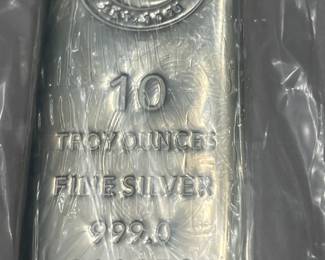 10
TROY OUNCES
FINE SILVER
999.0